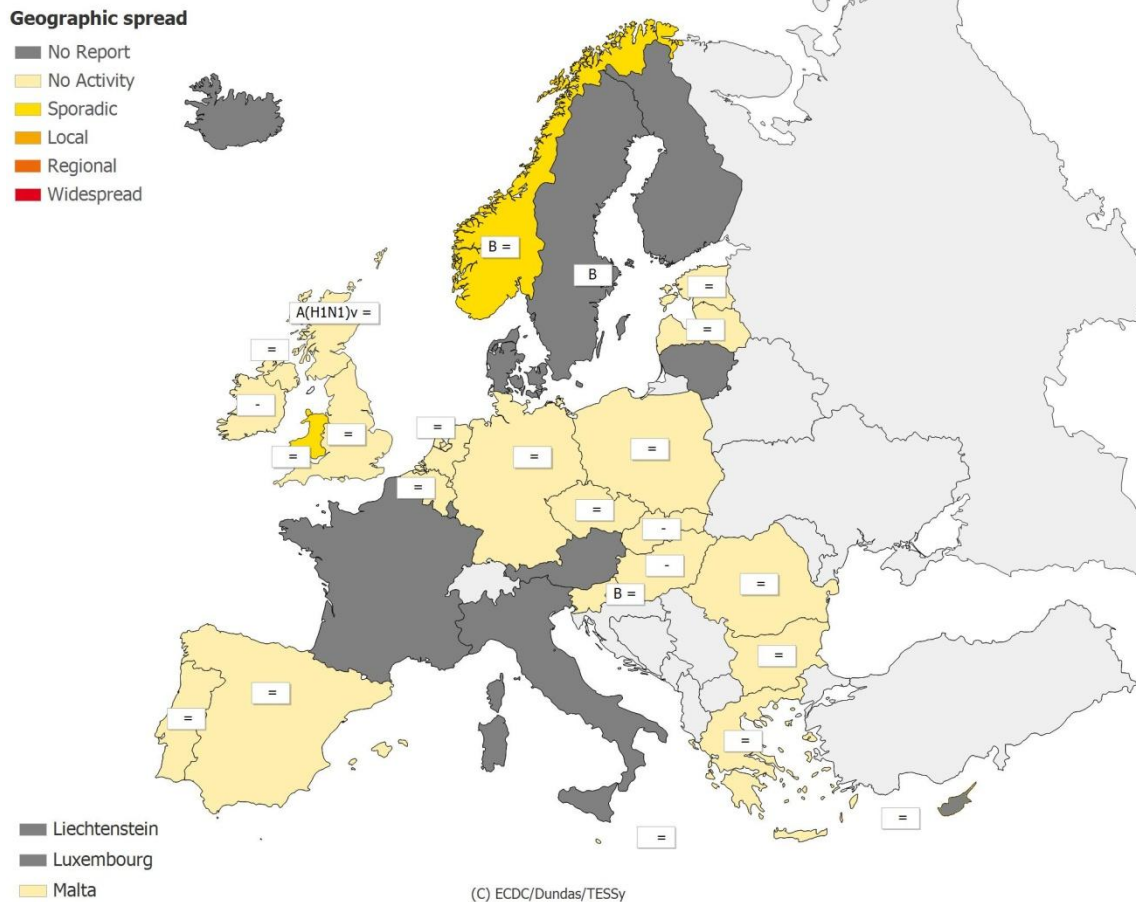 Geographic spread
No Report
No Activity
Sporadic
Local
Regional
Widespread
B =
B
=
=
A(H1N1)v =
=
-
=
=
=
=
=
=
=
-
-
B =
=
=
=
=
=
=
=
Liechtenstein
Luxembourg
Malta
(C) ECDC/Dundas/TESSy